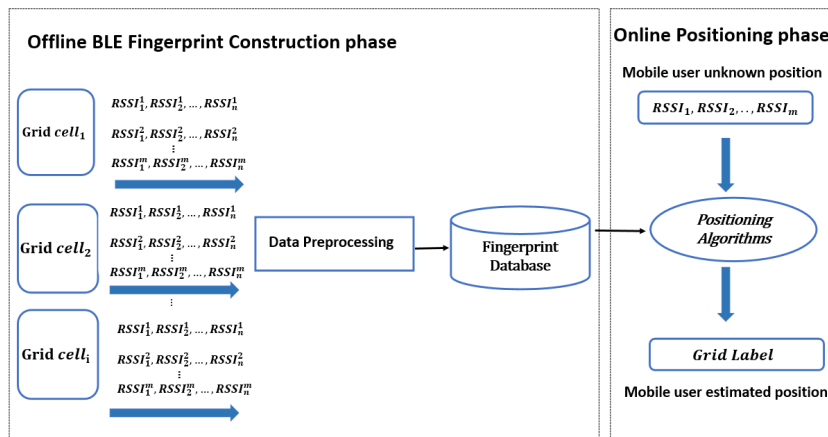 Offline BLE Fingerprint Construction phase
Grid cell₁
RSSI₁¹, RSSI₂¹, …, RSSIₙ¹
RSSI₁², RSSI₂², …, RSSIₙ²
⋮
RSSI₁ᵐ, RSSI₂ᵐ, …, RSSIₙᵐ
Grid cell₂
RSSI₁¹, RSSI₂¹, …, RSSIₙ¹
RSSI₁², RSSI₂², …, RSSIₙ²
⋮
RSSI₁ᵐ, RSSI₂ᵐ, …, RSSIₙᵐ
⋮
Grid cellᵢ
RSSI₁¹, RSSI₂¹, …, RSSIₙ¹
RSSI₁², RSSI₂², …, RSSIₙ²
⋮
RSSI₁ᵐ, RSSI₂ᵐ, …, RSSIₙᵐ
Data Preprocessing
Fingerprint
Database
Online Positioning phase
Mobile user unknown position
RSSI₁, RSSI₂, . . , RSSIₘ
Positioning
Algorithms
Grid Label
Mobile user estimated position